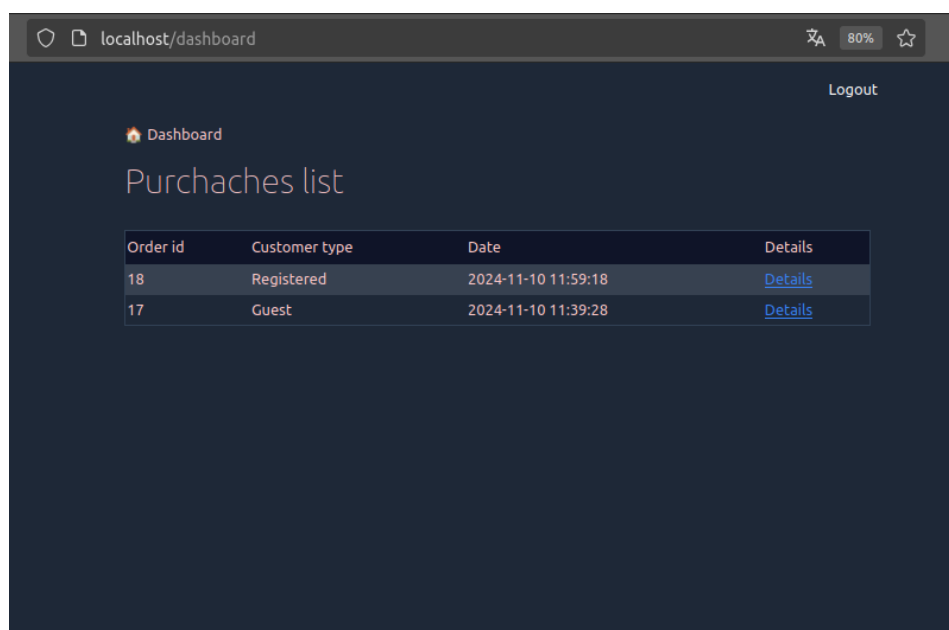 localhost/dashboard 80%
Logout
Dashboard
Purchaches list
Order id Customer type Date Details
18 Registered 2024-11-10 11:59:18 Details
17 Guest 2024-11-10 11:39:28 Details